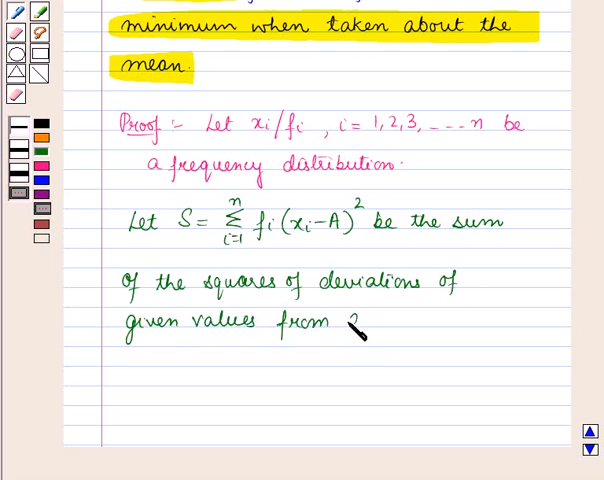 minimum when taken about the
mean.
Proof :- Let xi/fi , i = 1, 2, 3, ----- n be
a frequency distribution.
Let S = \sum_{i=1}^{n} fi (xi - A)^2 be the sum
of the squares of deviations of
given values from